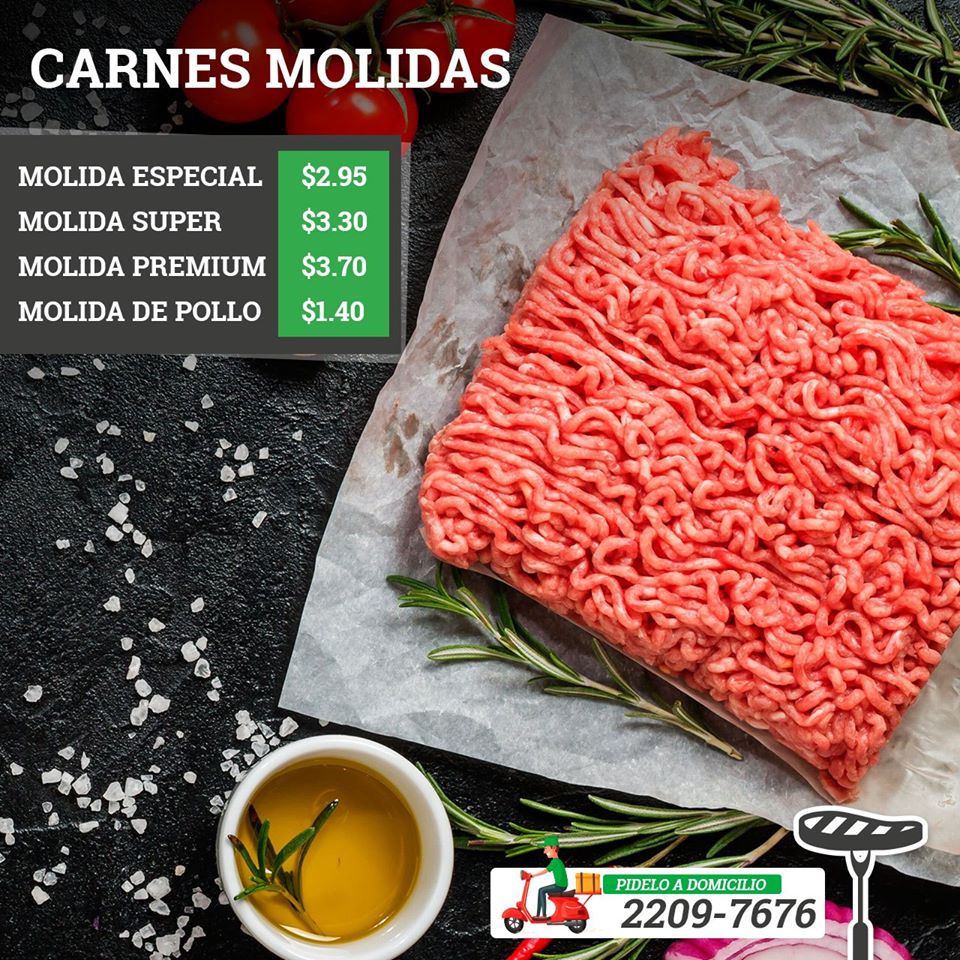 CARNES MOLIDAS
MOLIDA ESPECIAL $2.95
MOLIDA SUPER $3.30
MOLIDA PREMIUM $3.70
MOLIDA DE POLLO $1.40
PIDELO A DOMICILIO
2209-7676